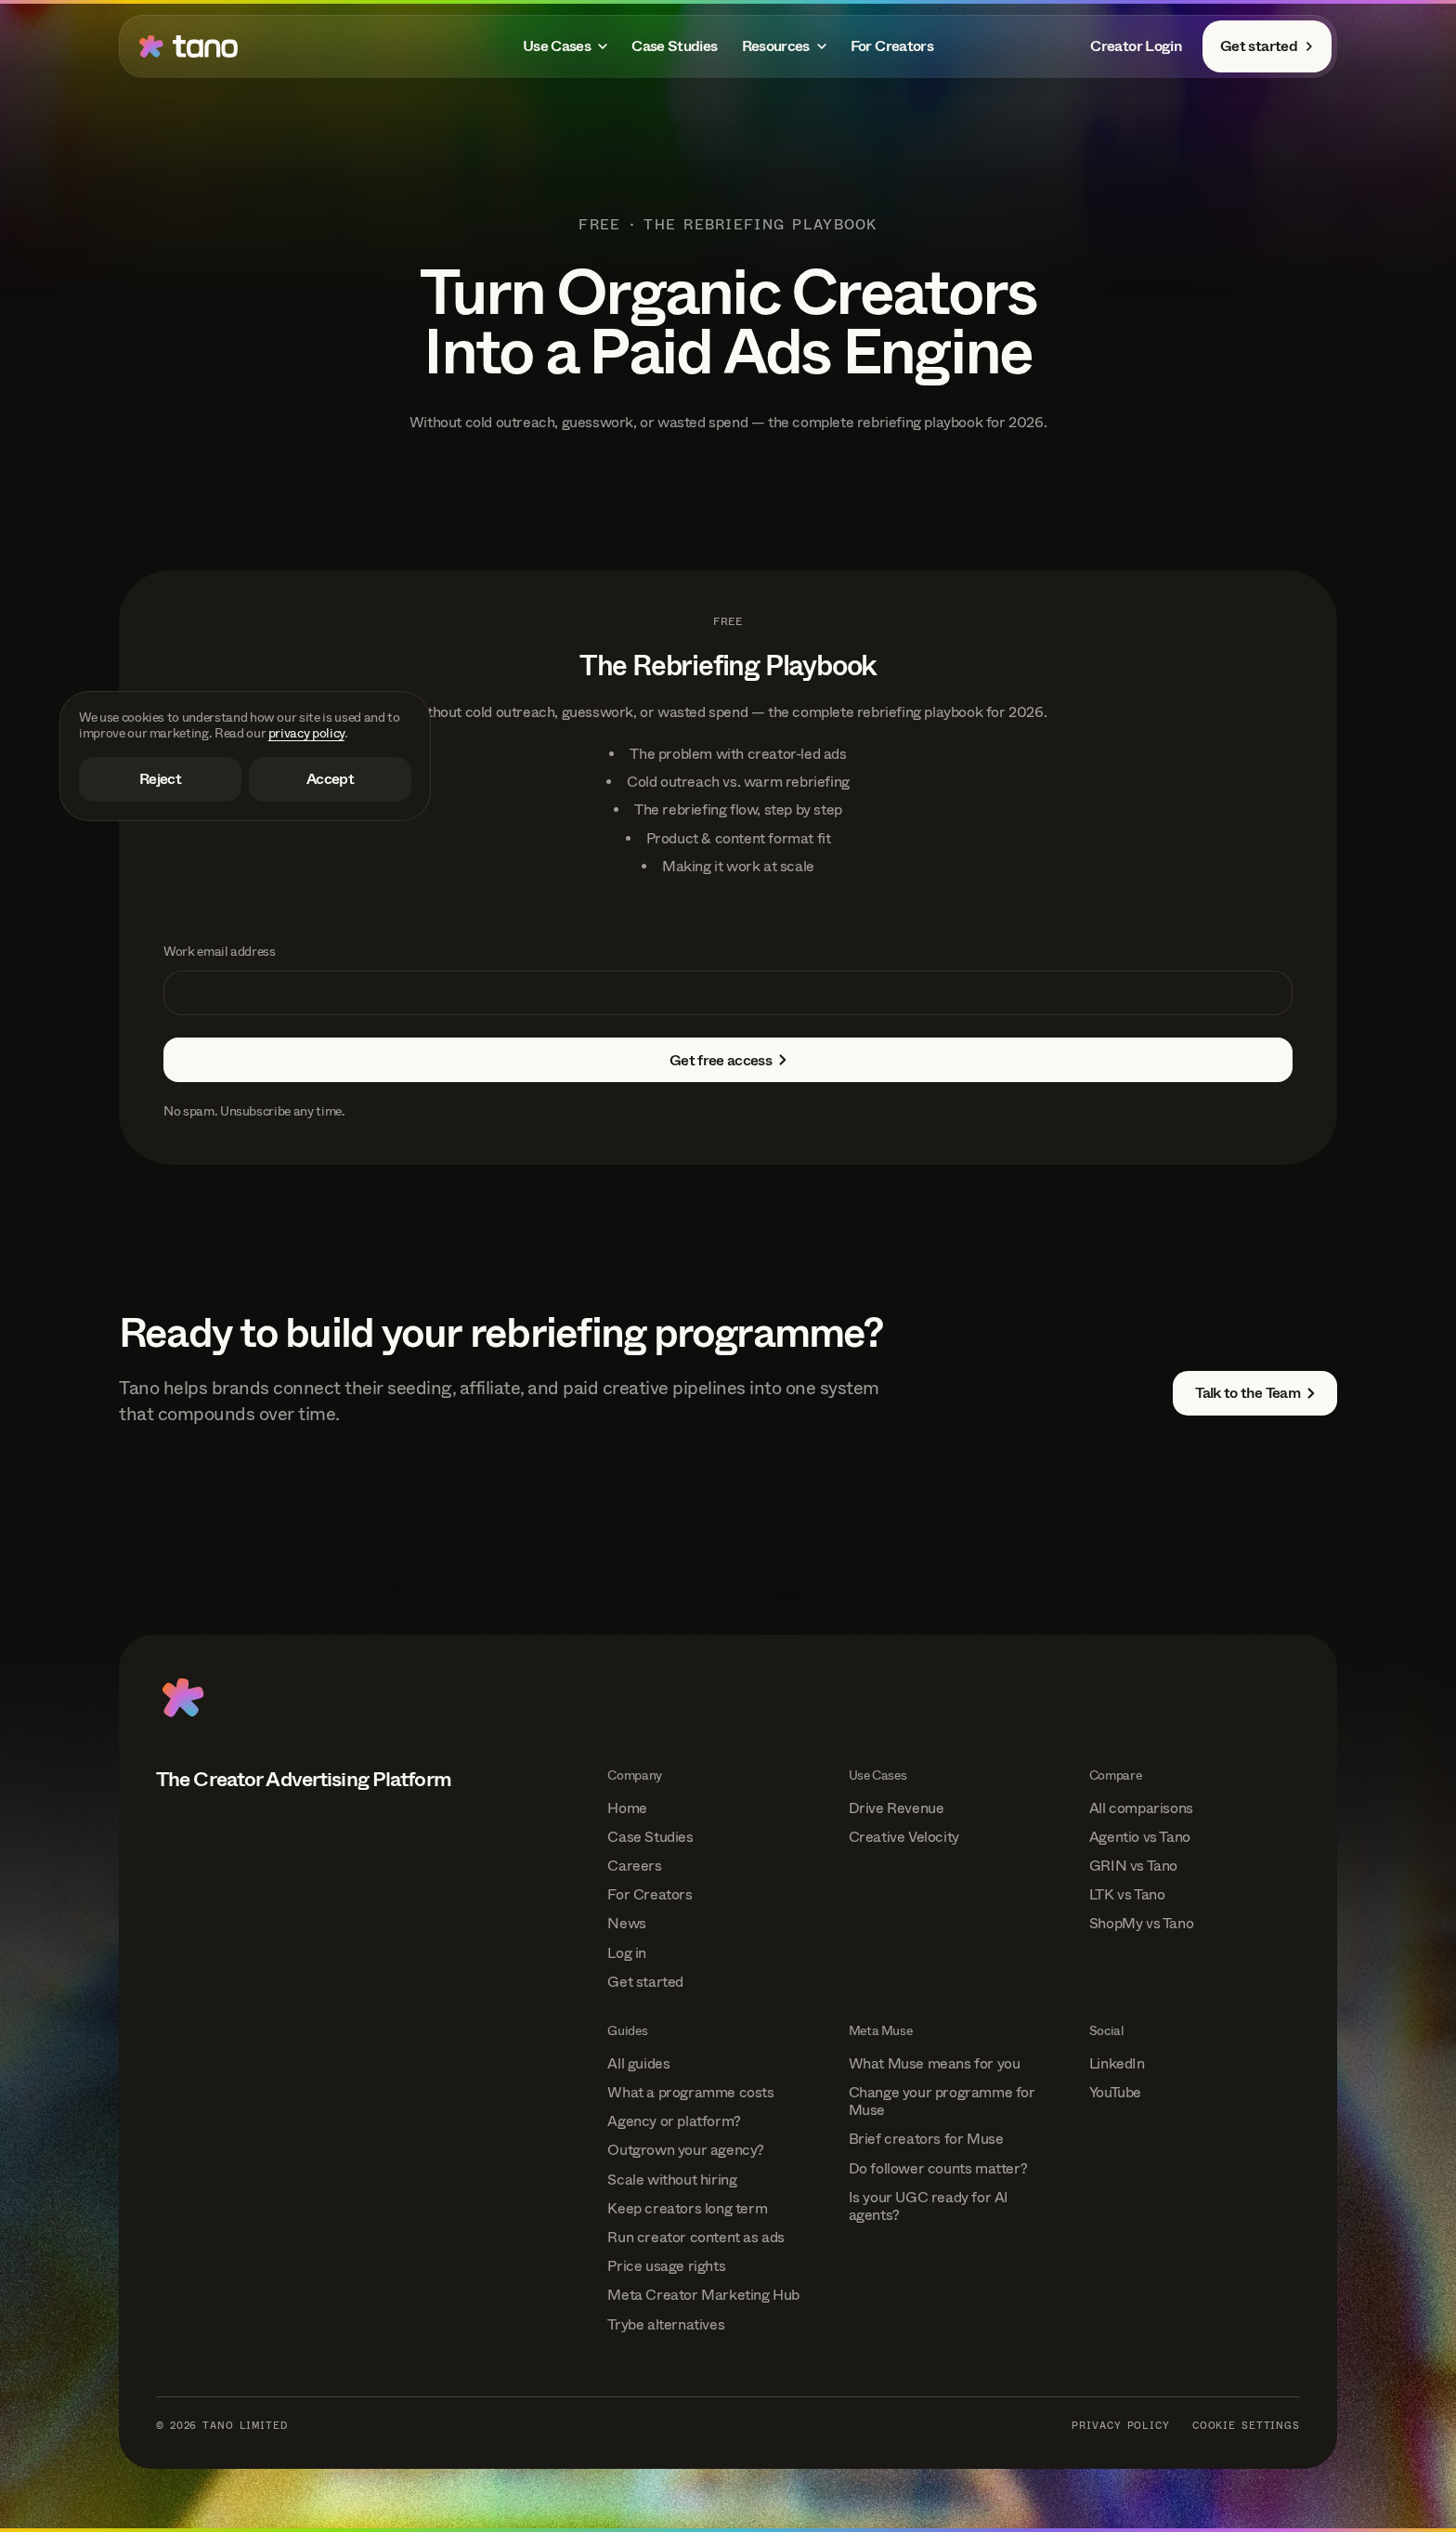 tano
Use Cases
Case Studies
Resources
For Creators
Creator Login
Get started
FREE · THE REBRIEFING PLAYBOOK
Turn Organic Creators
Into a Paid Ads Engine
Without cold outreach, guesswork, or wasted spend — the complete rebriefing playbook for 2026.
FREE
The Rebriefing Playbook
thout cold outreach, guesswork, or wasted spend — the complete rebriefing playbook for 2026.
We use cookies to understand how our site is used and to
improve our marketing. Read our privacy policy.
Reject
Accept
• The problem with creator-led ads
• Cold outreach vs. warm rebriefing
• The rebriefing flow, step by step
• Product & content format fit
• Making it work at scale
Work email address
Get free access
No spam. Unsubscribe any time.
Ready to build your rebriefing programme?
Tano helps brands connect their seeding, affiliate, and paid creative pipelines into one system
that compounds over time.
Talk to the Team
The Creator Advertising Platform
Company
Home
Case Studies
Careers
For Creators
News
Log in
Get started
Use Cases
Drive Revenue
Creative Velocity
Compare
All comparisons
Agentio vs Tano
GRIN vs Tano
LTK vs Tano
ShopMy vs Tano
Guides
All guides
What a programme costs
Agency or platform?
Outgrown your agency?
Scale without hiring
Keep creators long term
Run creator content as ads
Price usage rights
Meta Creator Marketing Hub
Trybe alternatives
Meta Muse
What Muse means for you
Change your programme for
Muse
Brief creators for Muse
Do follower counts matter?
Is your UGC ready for AI
agents?
Social
LinkedIn
YouTube
© 2026 TANO LIMITED
PRIVACY POLICY
COOKIE SETTINGS